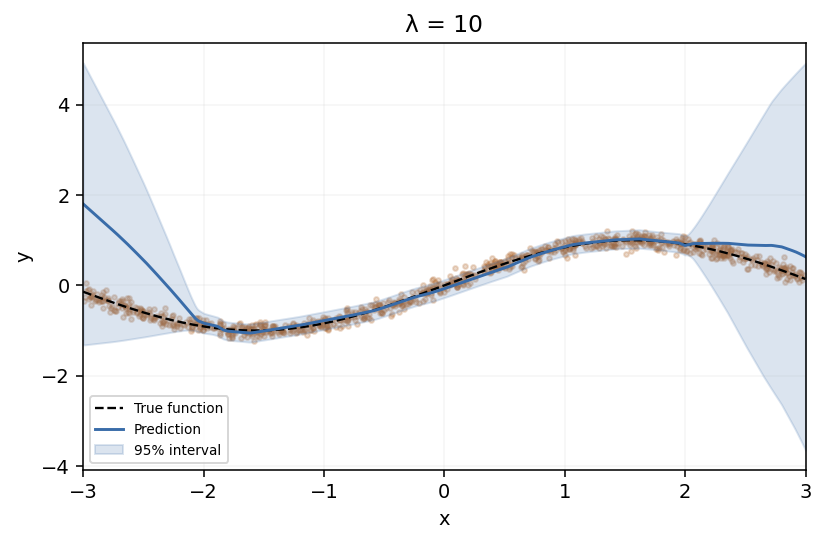 λ = 10
y
4
2
0
−2
−4
True function
Prediction
95% interval
−3
−2
−1
0
1
2
3
x